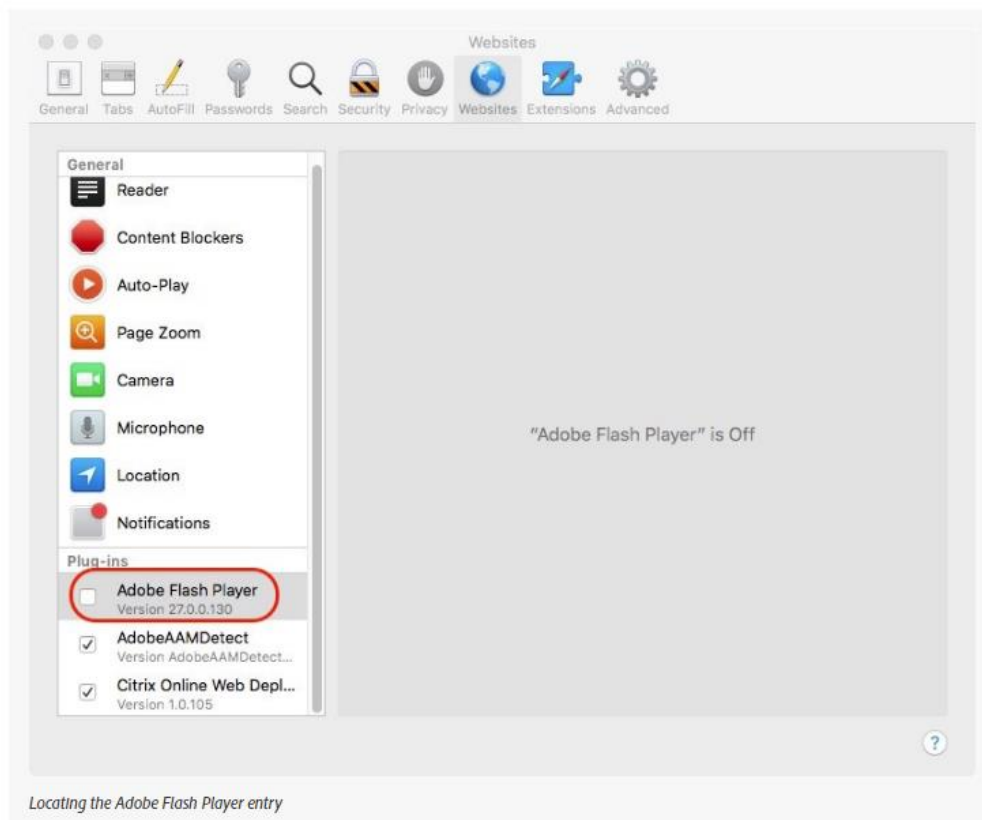 Websites
General Tabs AutoFill Passwords Search Security Privacy Websites Extensions Advanced
General
Reader
Content Blockers
Auto-Play
Page Zoom
Camera
Microphone
Location
Notifications
"Adobe Flash Player" is Off
Plug-ins
Adobe Flash Player
Version 27.0.0.130
AdobeAAMDetect
Version AdobeAAMDetect...
Citrix Online Web Depl...
Version 1.0.105
?
Locating the Adobe Flash Player entry